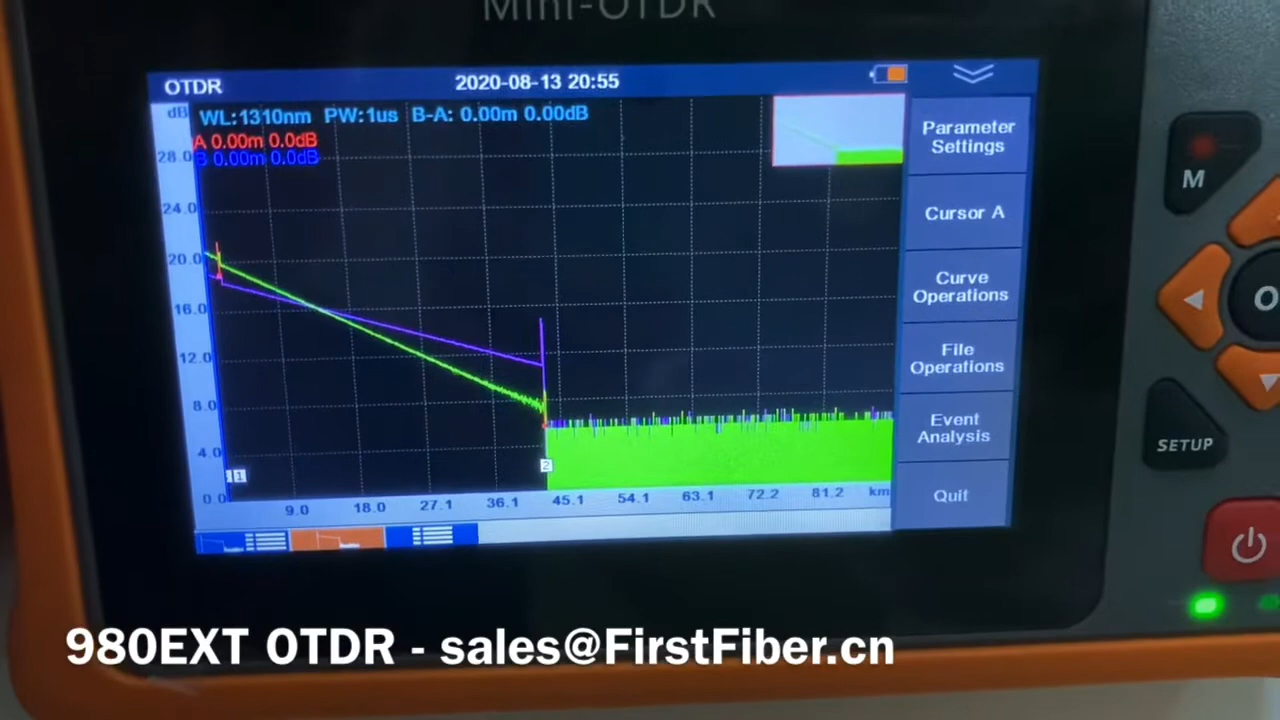 Mini-OTDR
OTDR
2020-08-13 20:55
dB
WL:1310nm PW:1us B-A: 0.00m 0.00dB
A 0.00m 0.0dB
B 0.00m 0.0dB
28.0
24.0
20.0
16.0
12.0
8.0
4.0
0.0
1
2
9.0 18.0 27.1 36.1 45.1 54.1 63.1 72.2 81.2 km
Parameter
Settings
Cursor A
Curve
Operations
File
Operations
Event
Analysis
Quit
M
SETUP
980EXT OTDR - sales@FirstFiber.cn